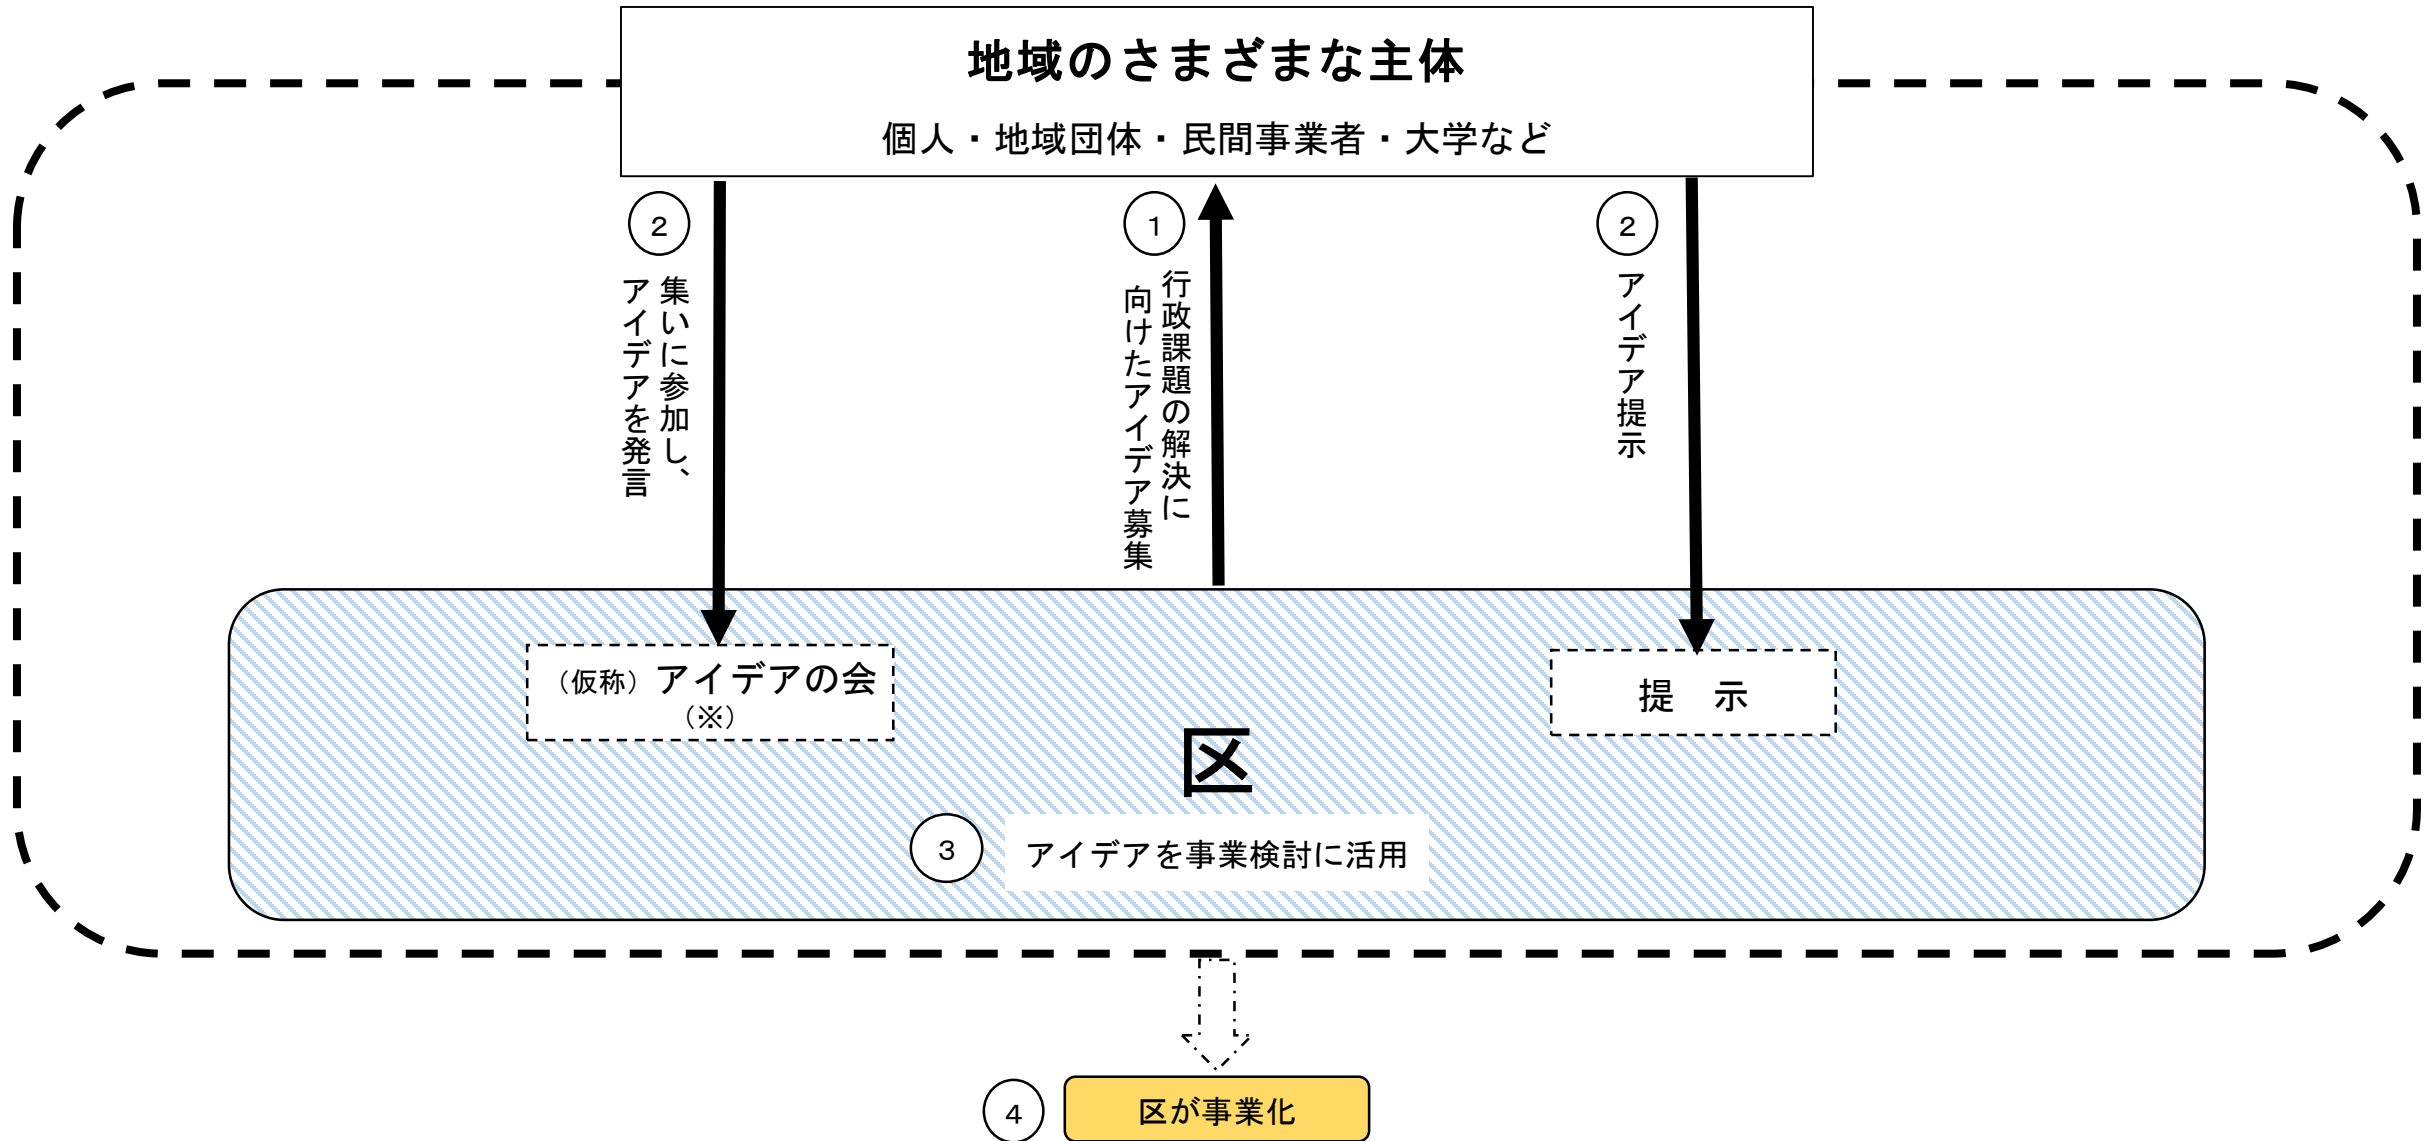 地域のさまざまな主体
個人・地域団体・民間事業者・大学など
2
集いに参加し、
アイデアを発言
1
行政課題の解決に
向けたアイデア募集
2
アイデア提示
（仮称）アイデアの会
（※）
提　示
区
3
アイデアを事業検討に活用
4
区が事業化